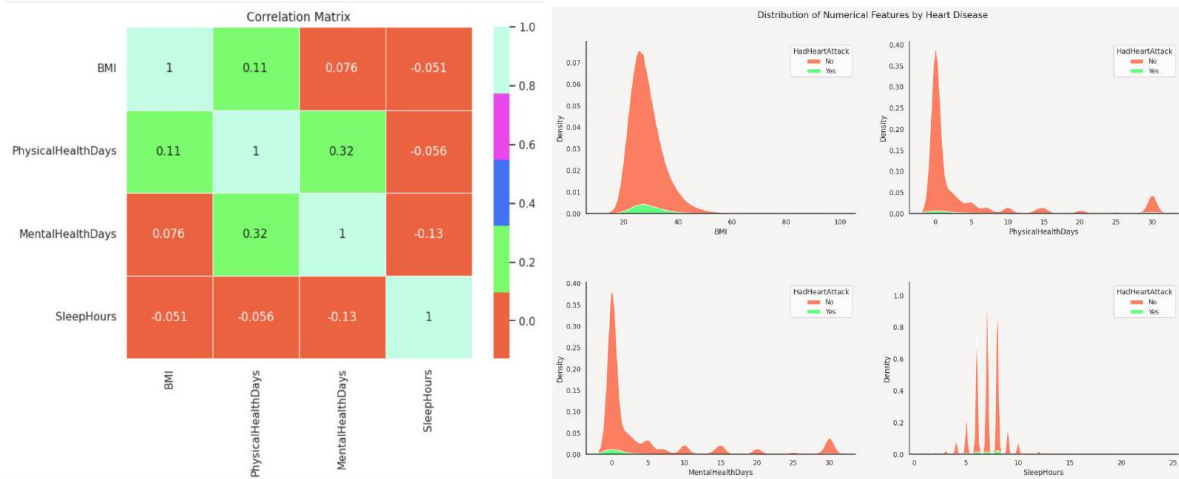 Correlation Matrix
BMI
1
0.11
0.076
-0.051
PhysicalHealthDays
0.11
1
0.32
-0.056
MentalHealthDays
0.076
0.32
1
-0.13
SleepHours
-0.051
-0.056
-0.13
1
BMI
PhysicalHealthDays
MentalHealthDays
SleepHours
1.0
0.8
0.6
0.4
0.2
0.0
Distribution of Numerical Features by Heart Disease
HadHeartAttack
No
Yes
Density
0.07
0.06
0.05
0.04
0.03
0.02
0.01
0.00
20
40
60
80
100
BMI
HadHeartAttack
No
Yes
Density
0.40
0.35
0.30
0.25
0.20
0.15
0.10
0.05
0.00
0
5
10
15
20
25
30
PhysicalHealthDays
HadHeartAttack
No
Yes
Density
0.40
0.35
0.30
0.25
0.20
0.15
0.10
0.05
0.00
0
5
10
15
20
25
30
MentalHealthDays
HadHeartAttack
No
Yes
Density
1.0
0.8
0.6
0.4
0.2
0.0
0
5
10
15
20
25
SleepHours